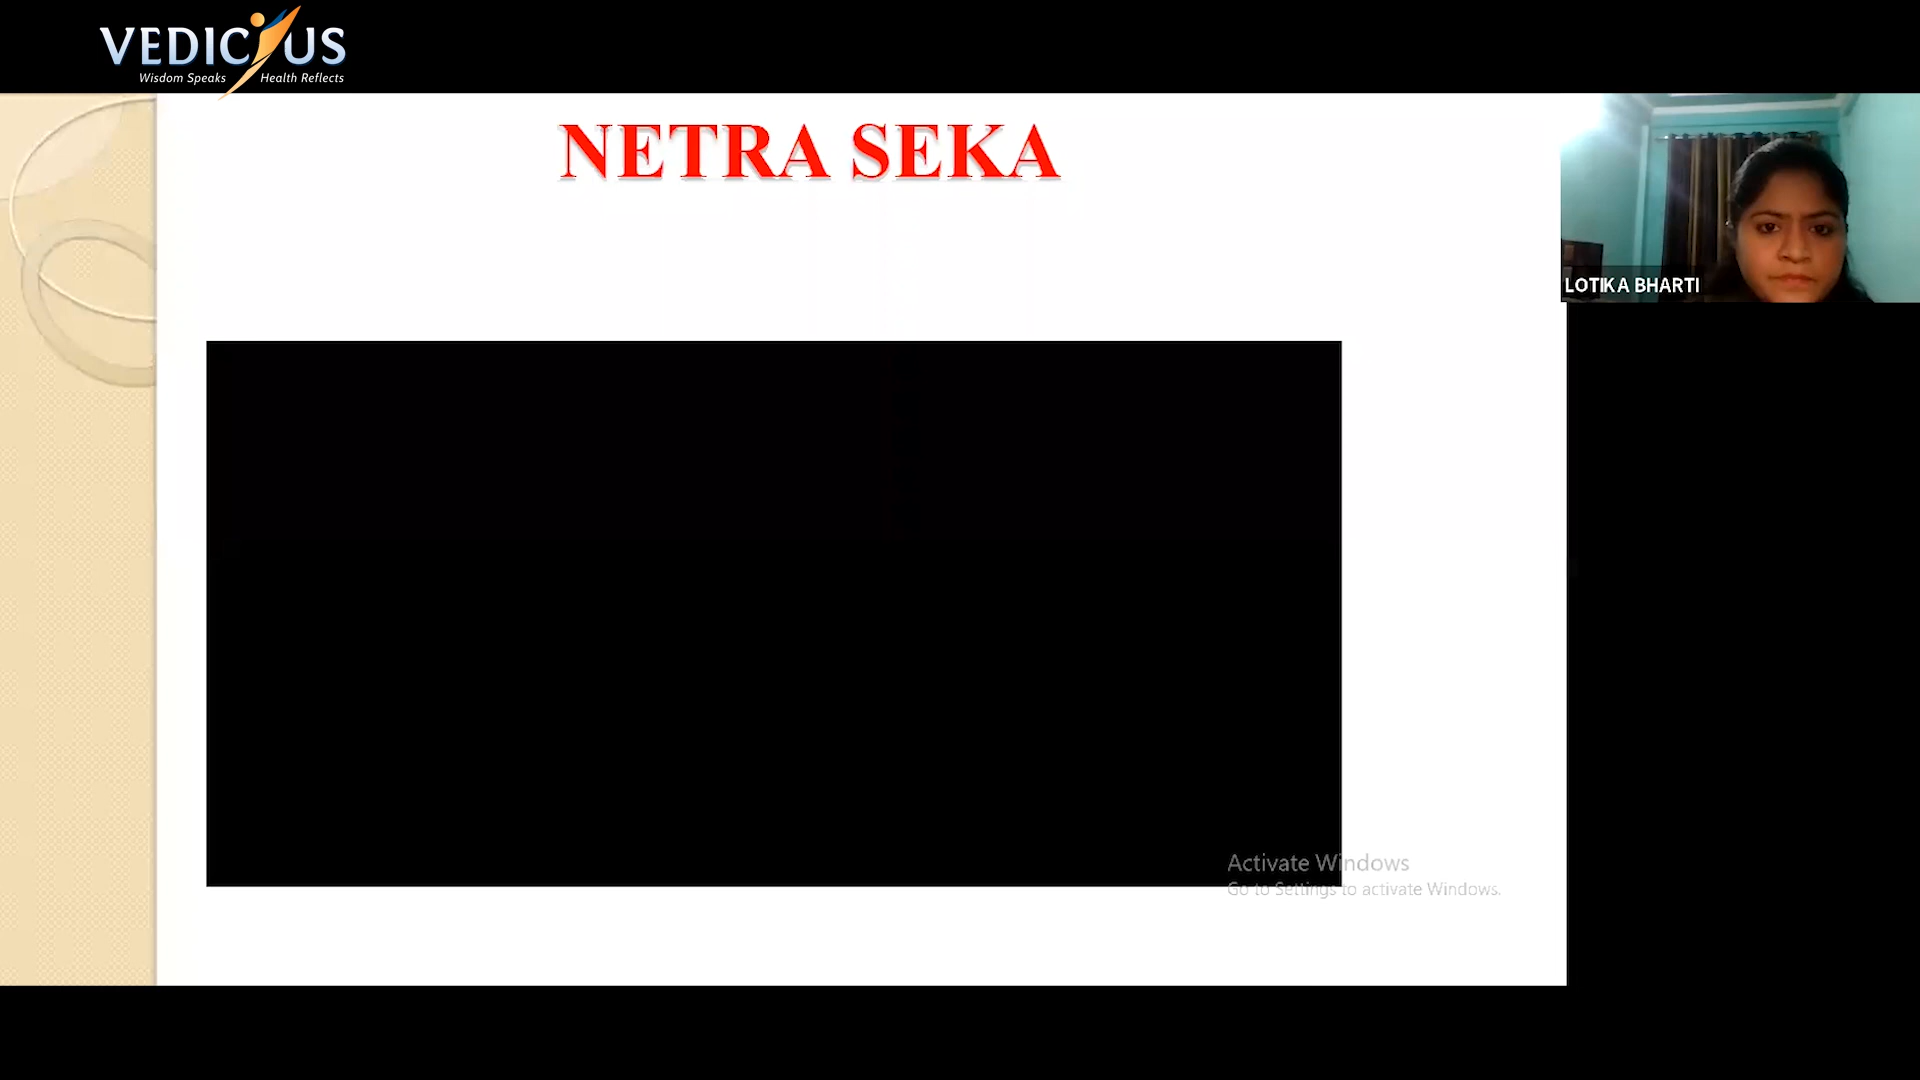 VEDICIUS
Wisdom Speaks Health Reflects
NETRA SEKA
LOTIKA BHARTI
Activate Windows
Go to Settings to activate Windows.